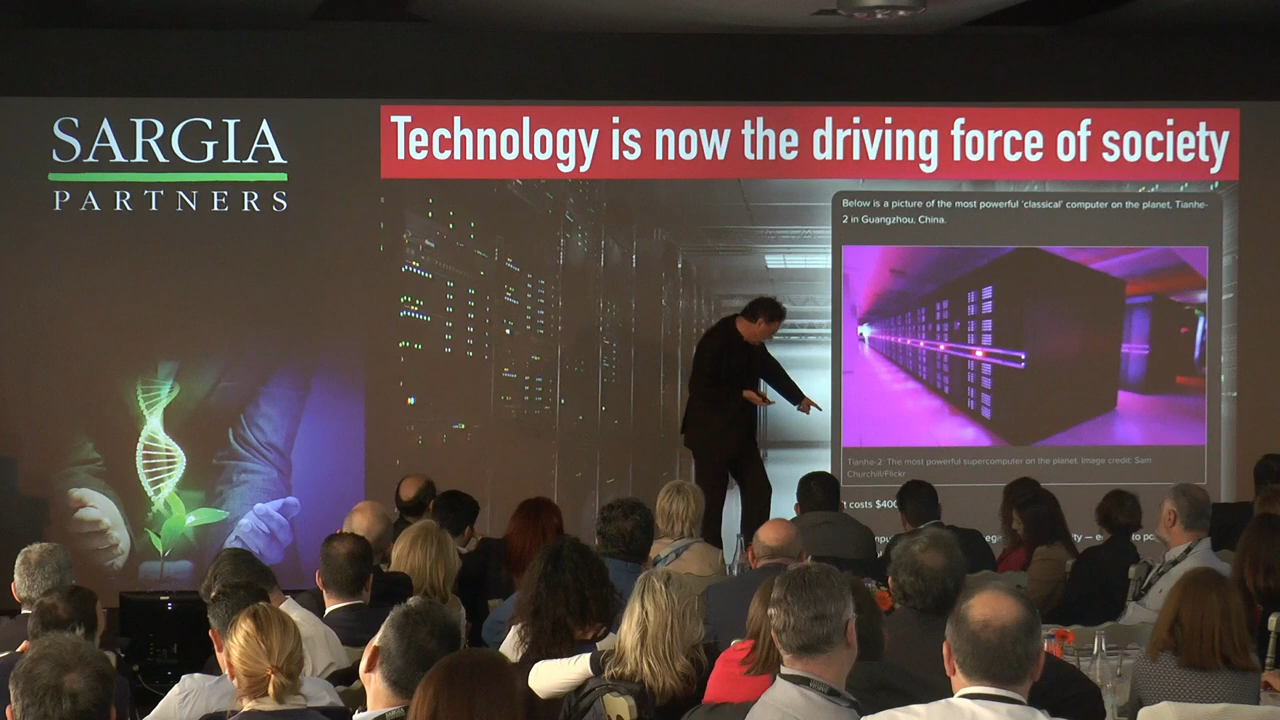 SARGIA
PARTNERS
Technology is now the driving force of society
Below is a picture of the most powerful 'classical' computer on the planet, Tianhe-
2 in Guangzhou, China.
Tianhe-2: The most powerful supercomputer on the planet. Image credit: Sam
Churchill/Flickr
costs $400